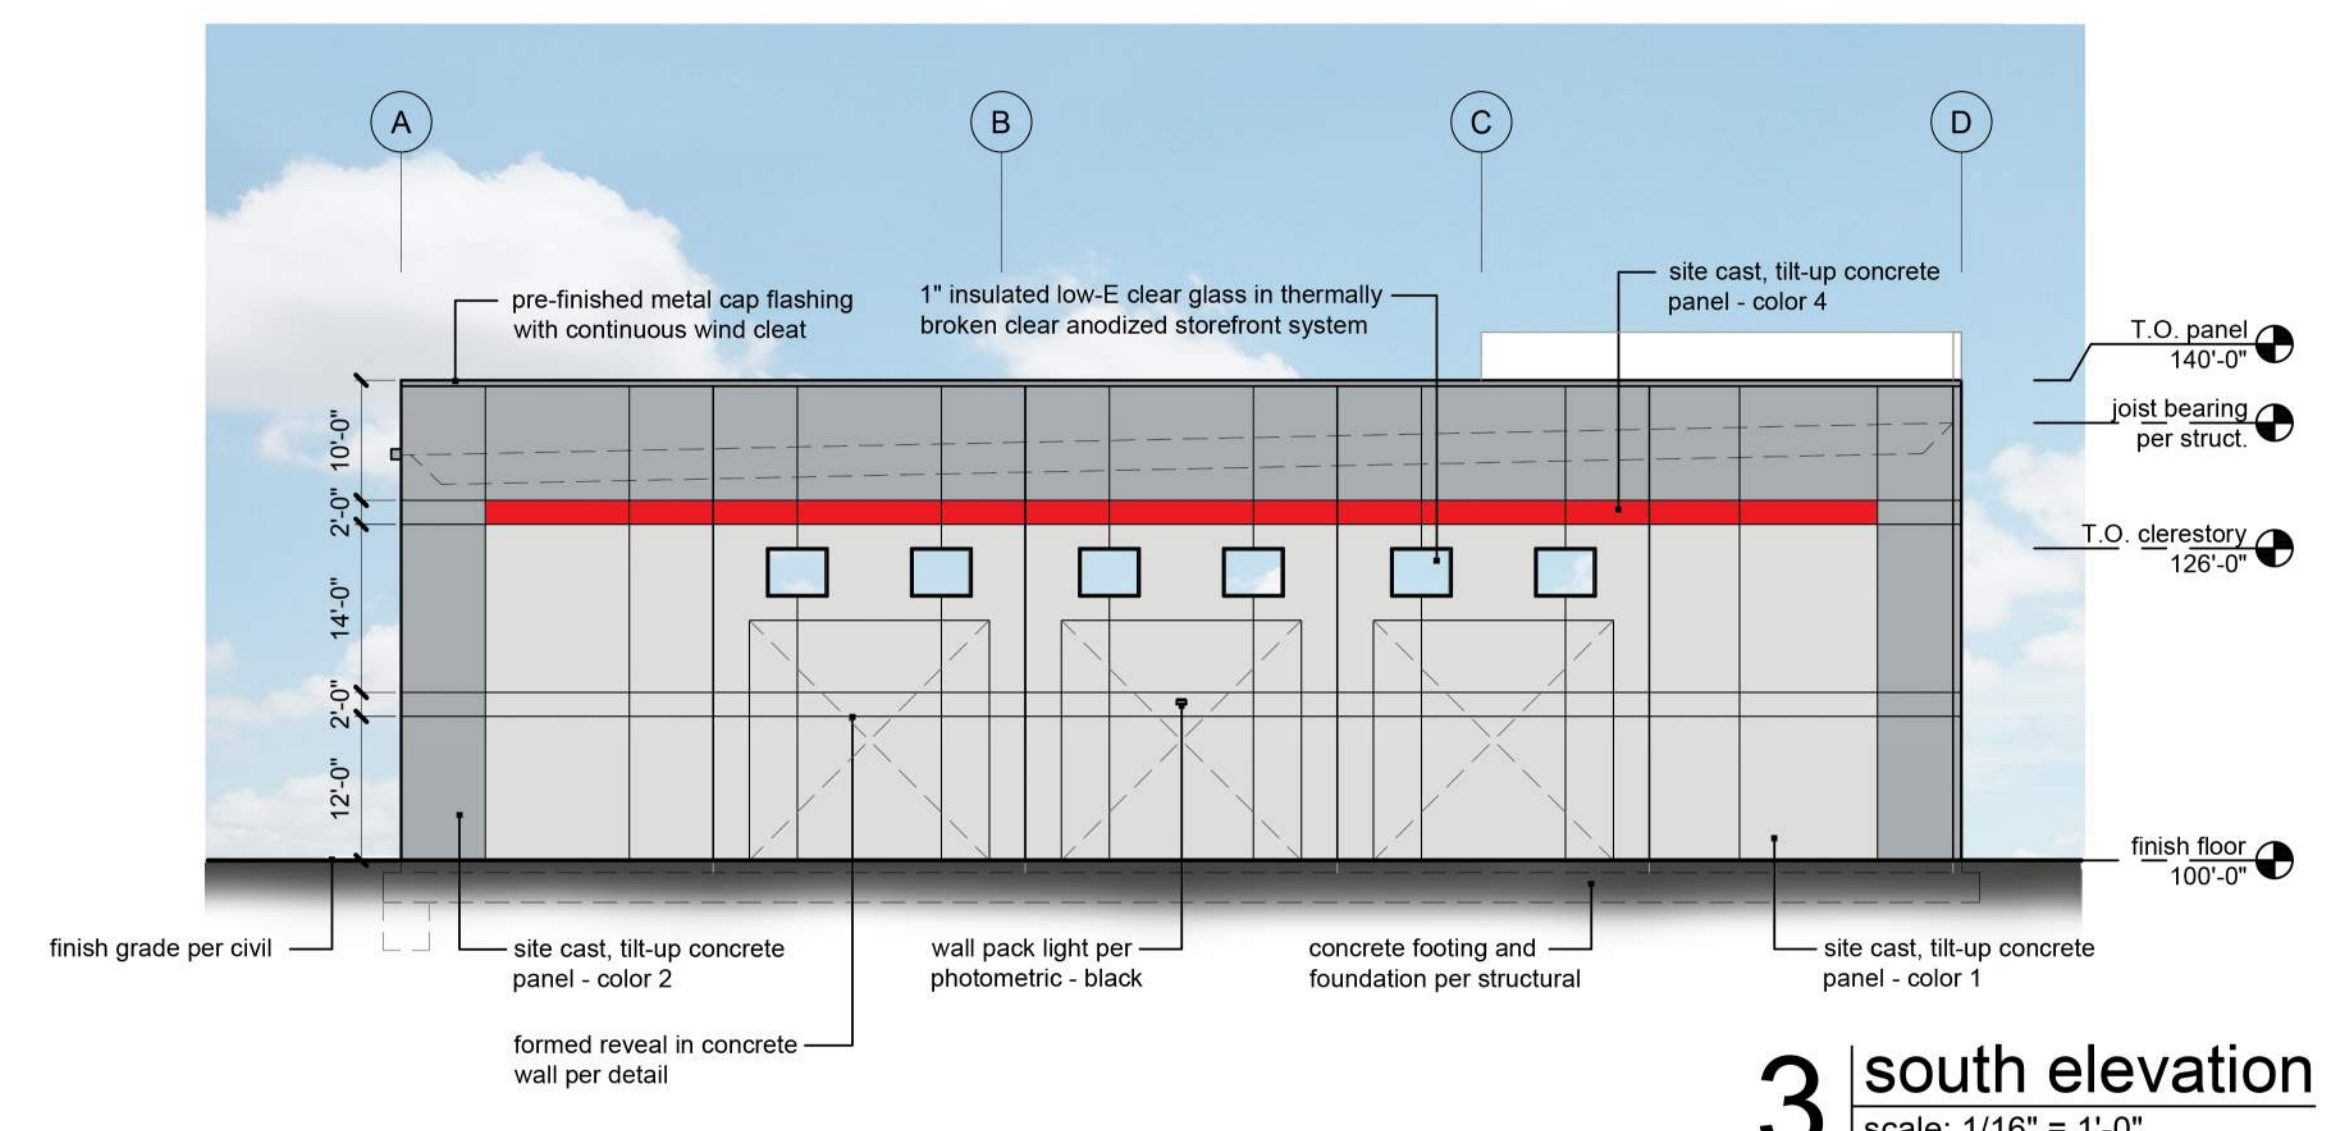 A
B
C
D
pre-finished metal cap flashing
with continuous wind cleat
1" insulated low-E clear glass in thermally
broken clear anodized storefront system
site cast, tilt-up concrete
panel - color 4
T.O. panel
140'-0"
joist bearing
per struct.
T.O. clerestory
126'-0"
finish floor
100'-0"
10'-0"
2'-0"
14'-0"
2'-0"
12'-0"
finish grade per civil
site cast, tilt-up concrete
panel - color 2
wall pack light per
photometric - black
concrete footing and
foundation per structural
site cast, tilt-up concrete
panel - color 1
formed reveal in concrete
wall per detail
3
south elevation
scale: 1/16" = 1'-0"